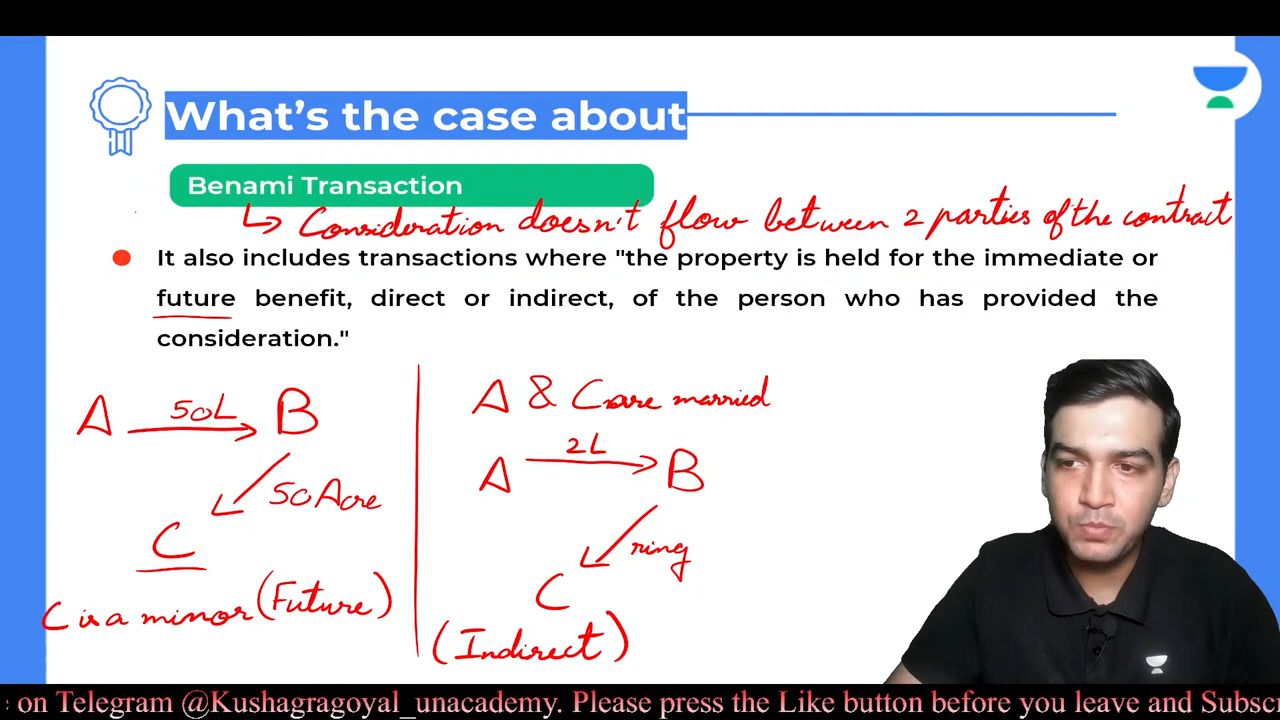 What's the case about
Benami Transaction
↳ Consideration doesn't flow between 2 parties of the contract
It also includes transactions where "the property is held for the immediate or
future benefit, direct or indirect, of the person who has provided the
consideration."
A 50L B
50 Acre
C
C is a minor (Future)
A & C are married
A 2L B
ring
C
(Indirect)
on Telegram @Kushagragoyal_unacademy. Please press the Like button before you leave and Subsc